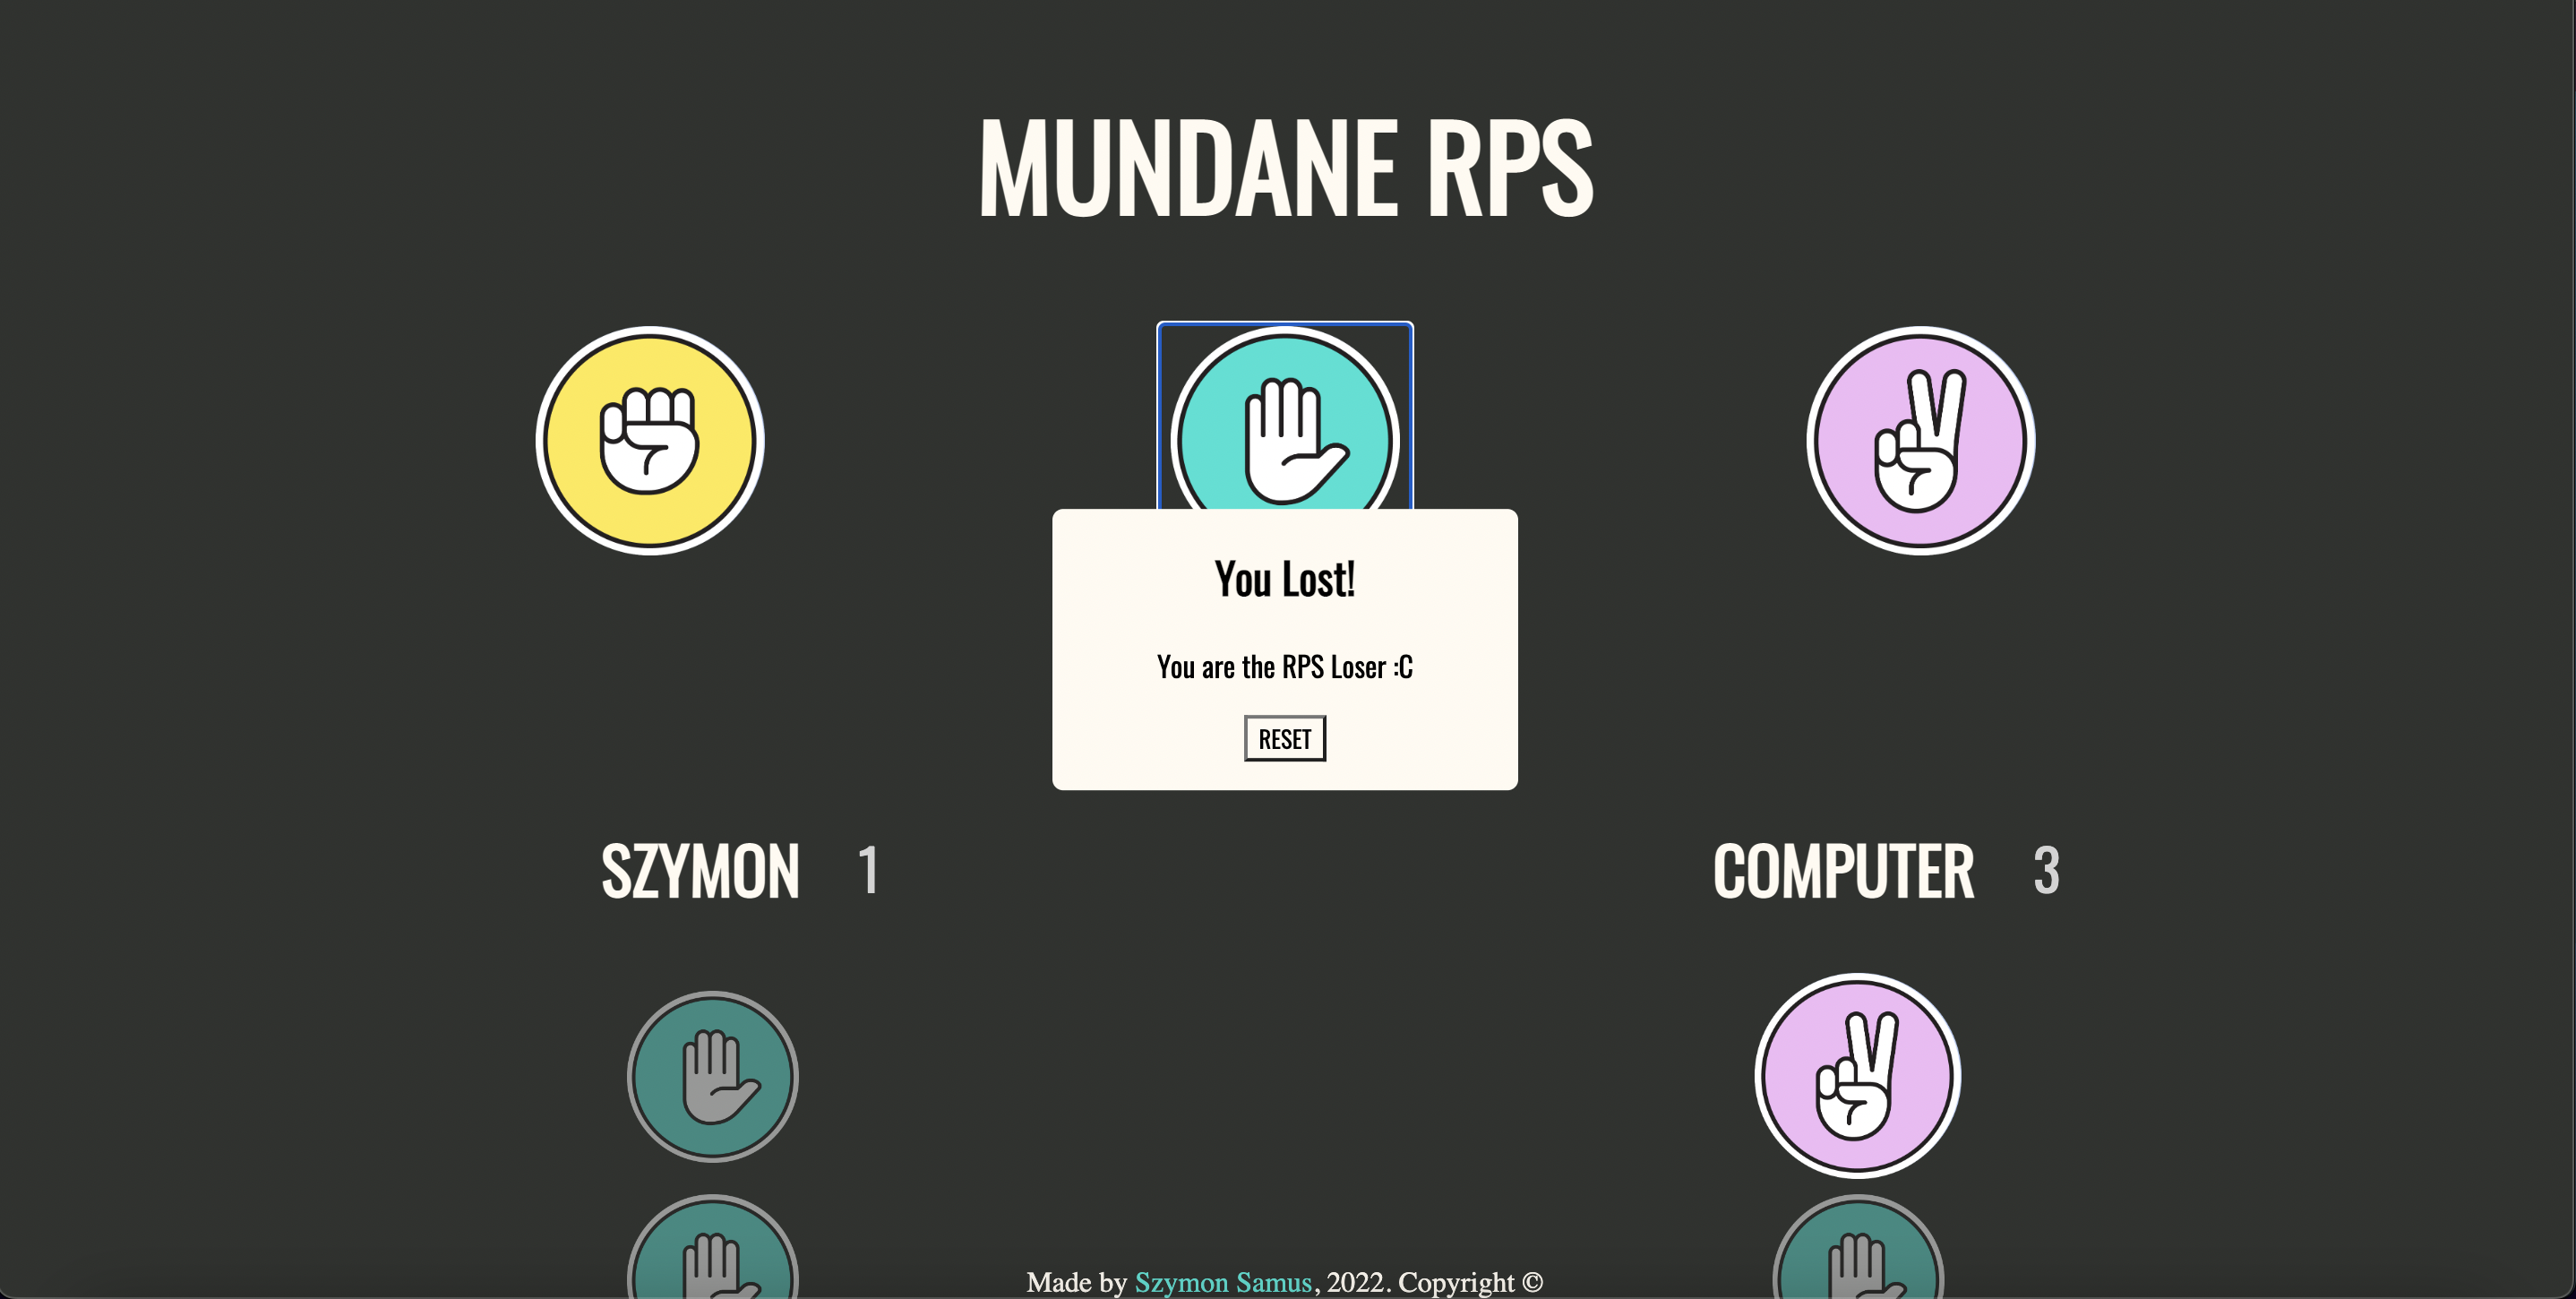 MUNDANE RPS
You Lost!
You are the RPS Loser :C
RESET
SZYMON 1
COMPUTER 3
Made by Szymon Samus, 2022. Copyright ©